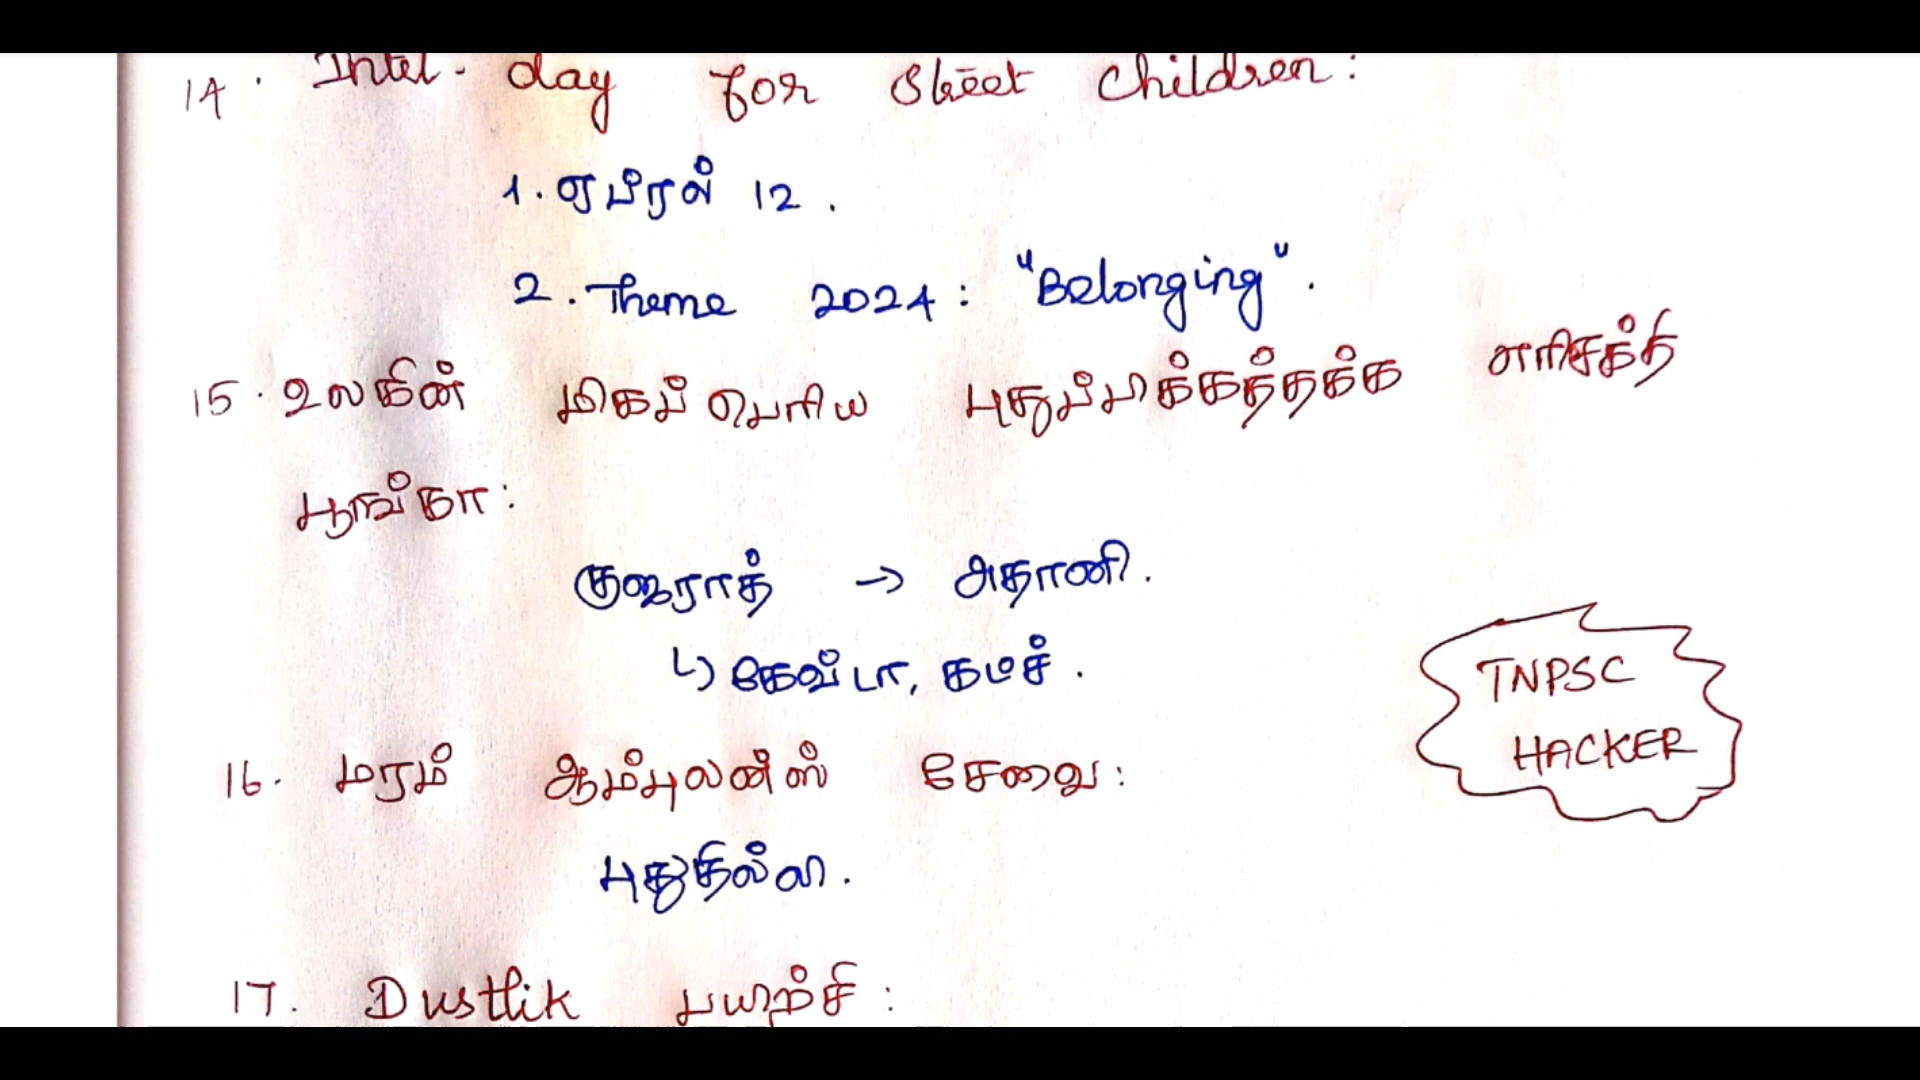 14. Intel- day for Street Children:
1. ஏப்ரல் 12.
2. Theme 2024: "Belonging".
15. உலகின் மிகப் பெரிய புதுப்பிக்கத்தக்க எரிசக்தி
பூங்கா:
குஜராத் -> அதானி.
↳ கேவ்டா, கட்ச்.
TNPSC
HACKER
16. மரம் ஆம்புலன்ஸ் சேவை:
புதுதில்லி.
17. Dustlik பயிற்சி: